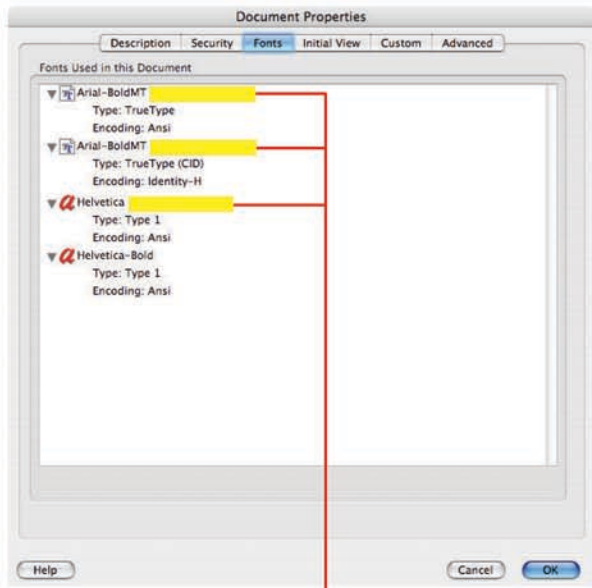 Document Properties
Description Security Fonts Initial View Custom Advanced
Fonts Used in this Document
Arial-BoldMT
Type: TrueType
Encoding: Ansi
Arial-BoldMT
Type: TrueType (CID)
Encoding: Identity-H
Helvetica
Type: Type 1
Encoding: Ansi
Helvetica-Bold
Type: Type 1
Encoding: Ansi
Help Cancel OK